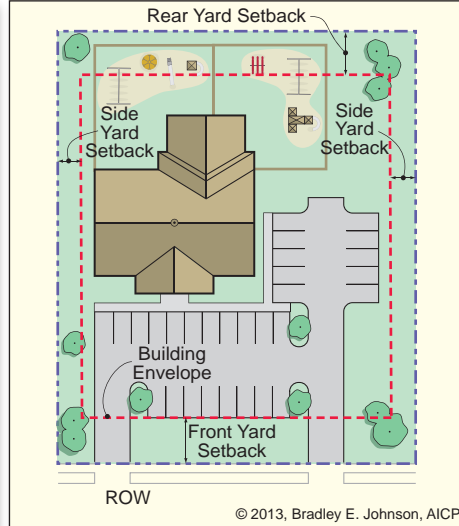 Rear Yard Setback
Side
Yard
Setback
Side
Yard
Setback
Building
Envelope
Front Yard
Setback
ROW
© 2013, Bradley E. Johnson, AICP